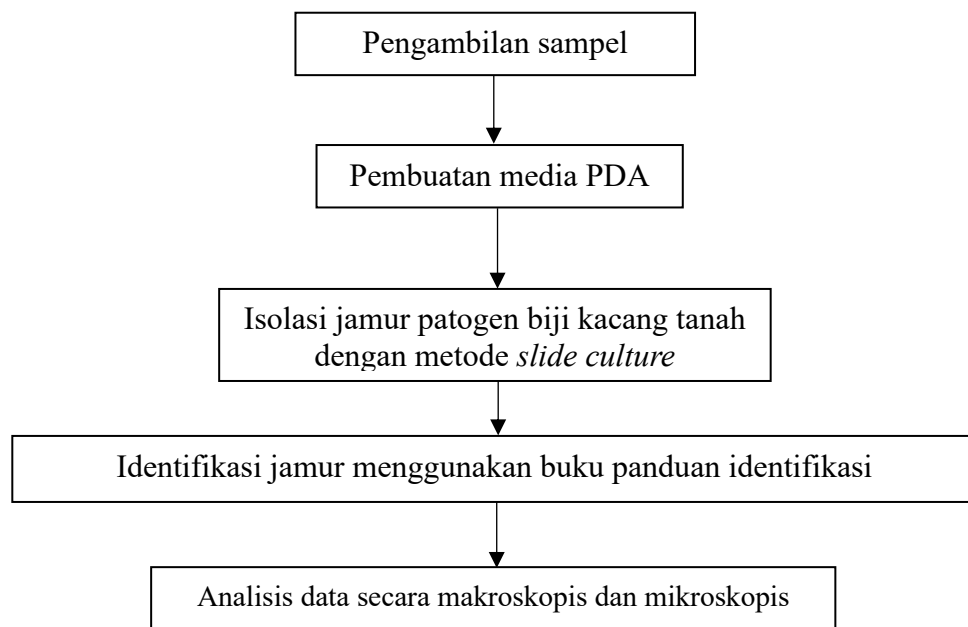 Pengambilan sampel
Pembuatan media PDA
Isolasi jamur patogen biji kacang tanah
dengan metode slide culture
Identifikasi jamur menggunakan buku panduan identifikasi
Analisis data secara makroskopis dan mikroskopis